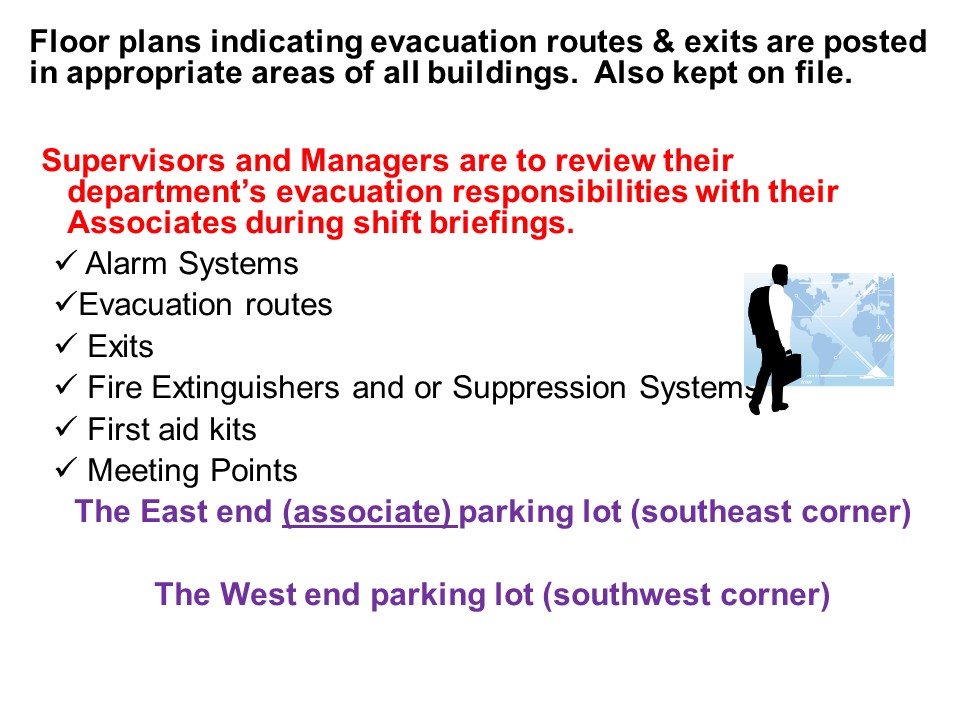 Floor plans indicating evacuation routes & exits are posted
in appropriate areas of all buildings.  Also kept on file.
Supervisors and Managers are to review their
department’s evacuation responsibilities with their
Associates during shift briefings.
✓ Alarm Systems
✓Evacuation routes
✓ Exits
✓ Fire Extinguishers and or Suppression Systems
✓ First aid kits
✓ Meeting Points
The East end (associate) parking lot (southeast corner)
The West end parking lot (southwest corner)